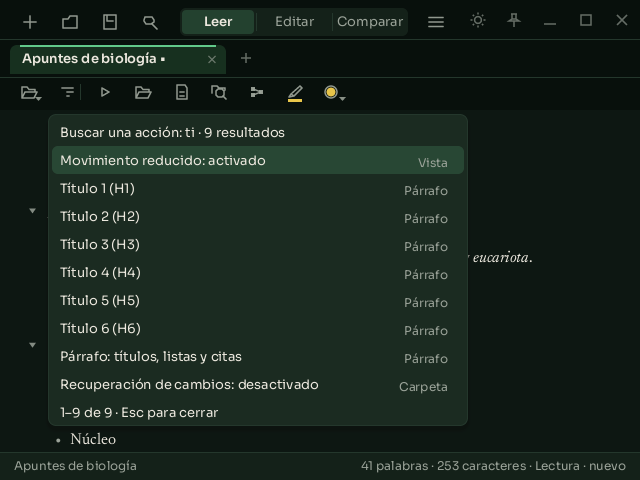 Leer
Editar
Comparar
Apuntes de biología •
Buscar una acción: ti · 9 resultados
Movimiento reducido: activado
Vista
Título 1 (H1)
Párrafo
Título 2 (H2)
Párrafo
Título 3 (H3)
Párrafo
Título 4 (H4)
Párrafo
Título 5 (H5)
Párrafo
Título 6 (H6)
Párrafo
Párrafo: títulos, listas y citas
Párrafo
Recuperación de cambios: desactivado
Carpeta
1–9 de 9 · Esc para cerrar
eucariota.
• Núcleo
Apuntes de biología
41 palabras · 253 caracteres · Lectura · nuevo